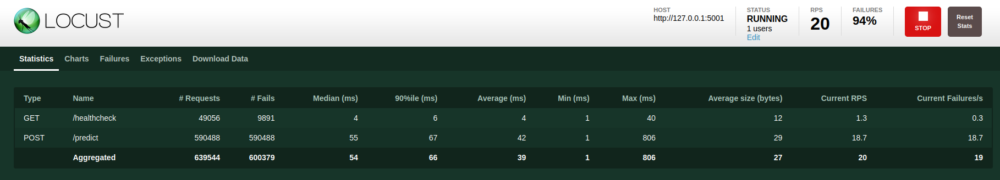 LOCUST
HOST
http://127.0.0.1:5001
STATUS
RUNNING
1 users
Edit
RPS
20
FAILURES
94%
STOP
Reset
Stats
Statistics Charts Failures Exceptions Download Data
Type Name # Requests # Fails Median (ms) 90%ile (ms) Average (ms) Min (ms) Max (ms) Average size (bytes) Current RPS Current Failures/s
GET /healthcheck 49056 9891 4 6 4 1 40 12 1.3 0.3
POST /predict 590488 590488 55 67 42 1 806 29 18.7 18.7
Aggregated 639544 600379 54 66 39 1 806 27 20 19